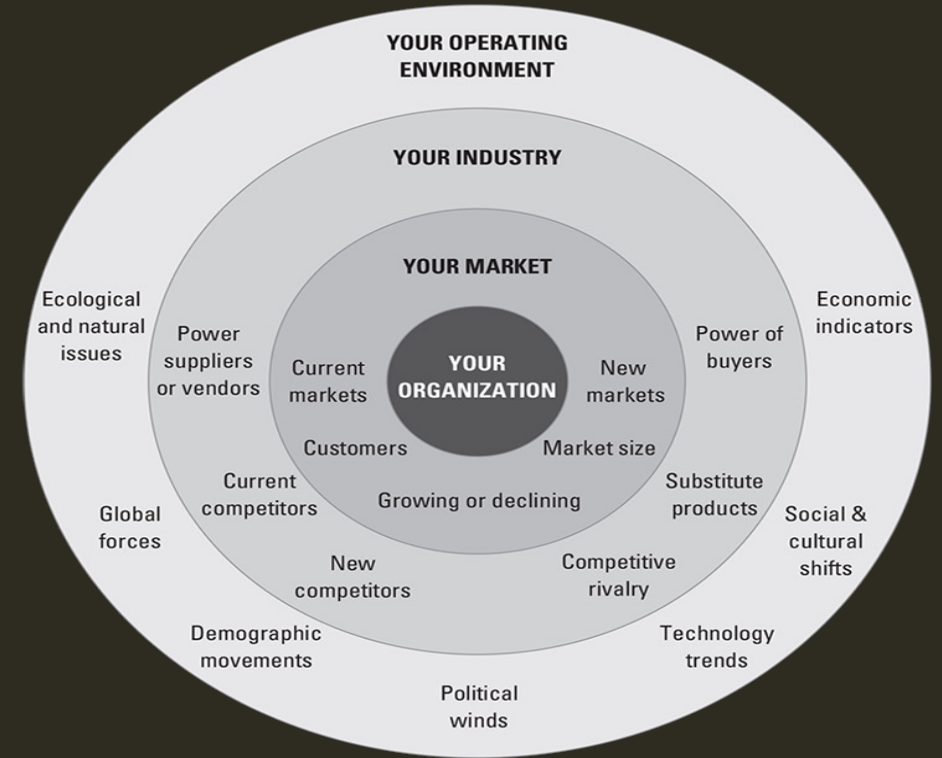 YOUR OPERATING
ENVIRONMENT
YOUR INDUSTRY
YOUR MARKET
YOUR
ORGANIZATION
Ecological
and natural
issues
Power
suppliers
or vendors
Current
markets
New
markets
Power of
buyers
Economic
indicators
Customers
Market size
Growing or declining
Current
competitors
Substitute
products
Global
forces
Social &
cultural
shifts
New
competitors
Competitive
rivalry
Demographic
movements
Technology
trends
Political
winds